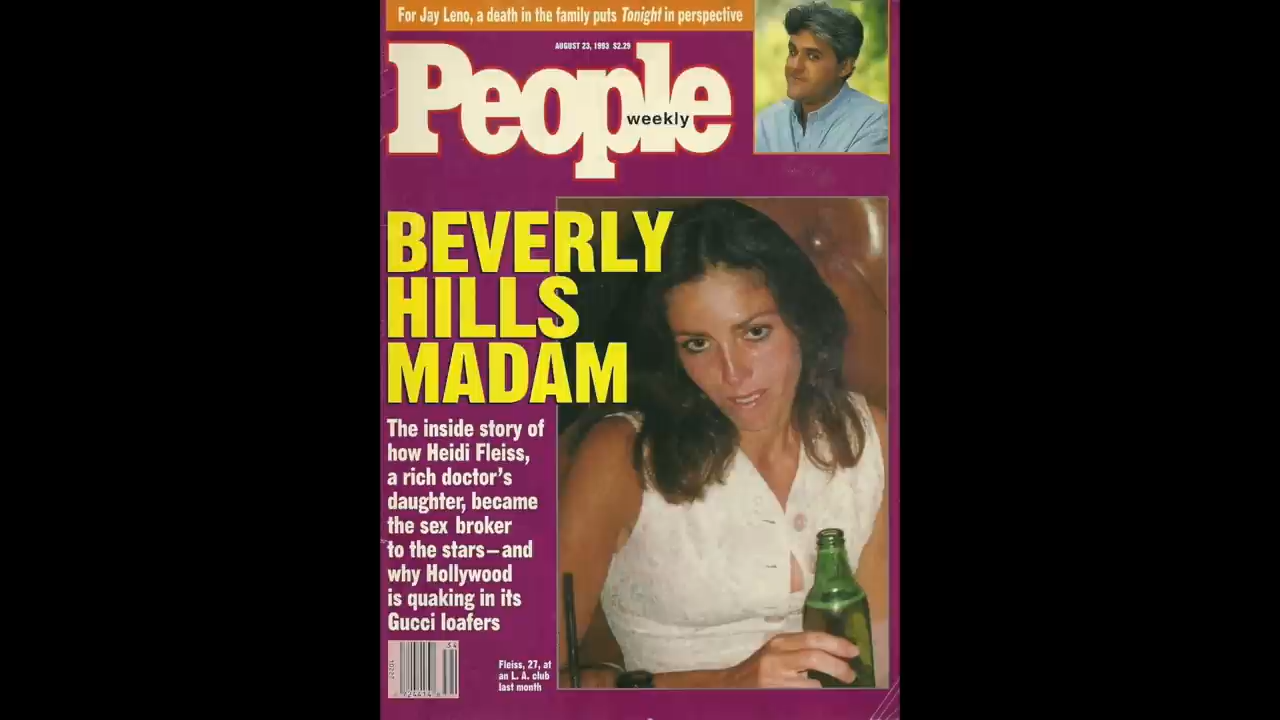 For Jay Leno, a death in the family puts Tonight in perspective
AUGUST 23, 1993 $2.29
People
weekly
BEVERLY
HILLS
MADAM
The inside story of
how Heidi Fleiss,
a rich doctor's
daughter, became
the sex broker
to the stars—and
why Hollywood
is quaking in its
Gucci loafers
Fleiss, 27, at
an L. A. club
last month
34